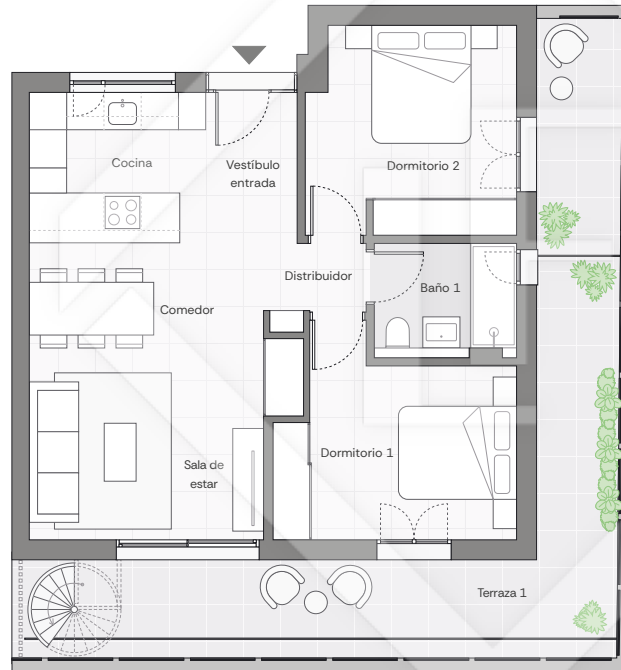 Cocina
Vestíbulo
entrada
Dormitorio 2
Distribuidor
Baño 1
Comedor
Dormitorio 1
Sala de
estar
Terraza 1